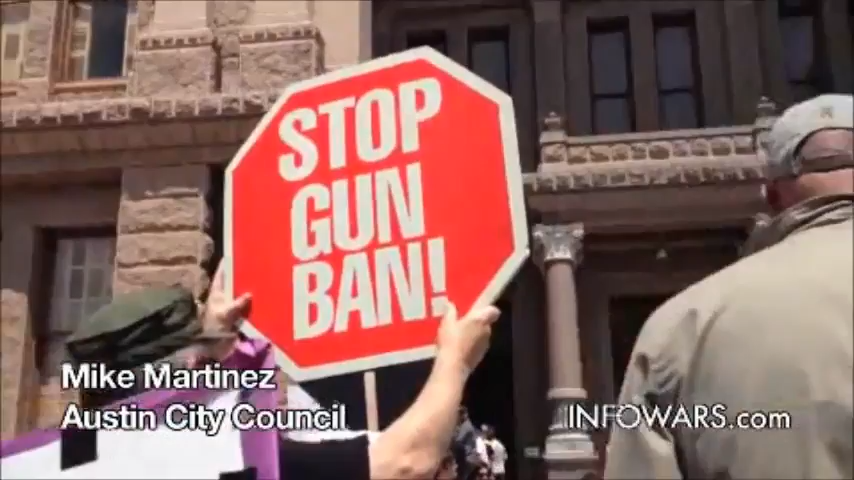 STOP
GUN
BAN!
Mike Martinez
Austin City Council
INFOWARS.com